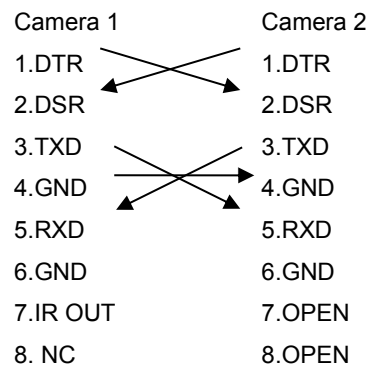 Camera 1 Camera 2
1.DTR 1.DTR
2.DSR 2.DSR
3.TXD 3.TXD
4.GND 4.GND
5.RXD 5.RXD
6.GND 6.GND
7.IR OUT 7.OPEN
8. NC 8.OPEN